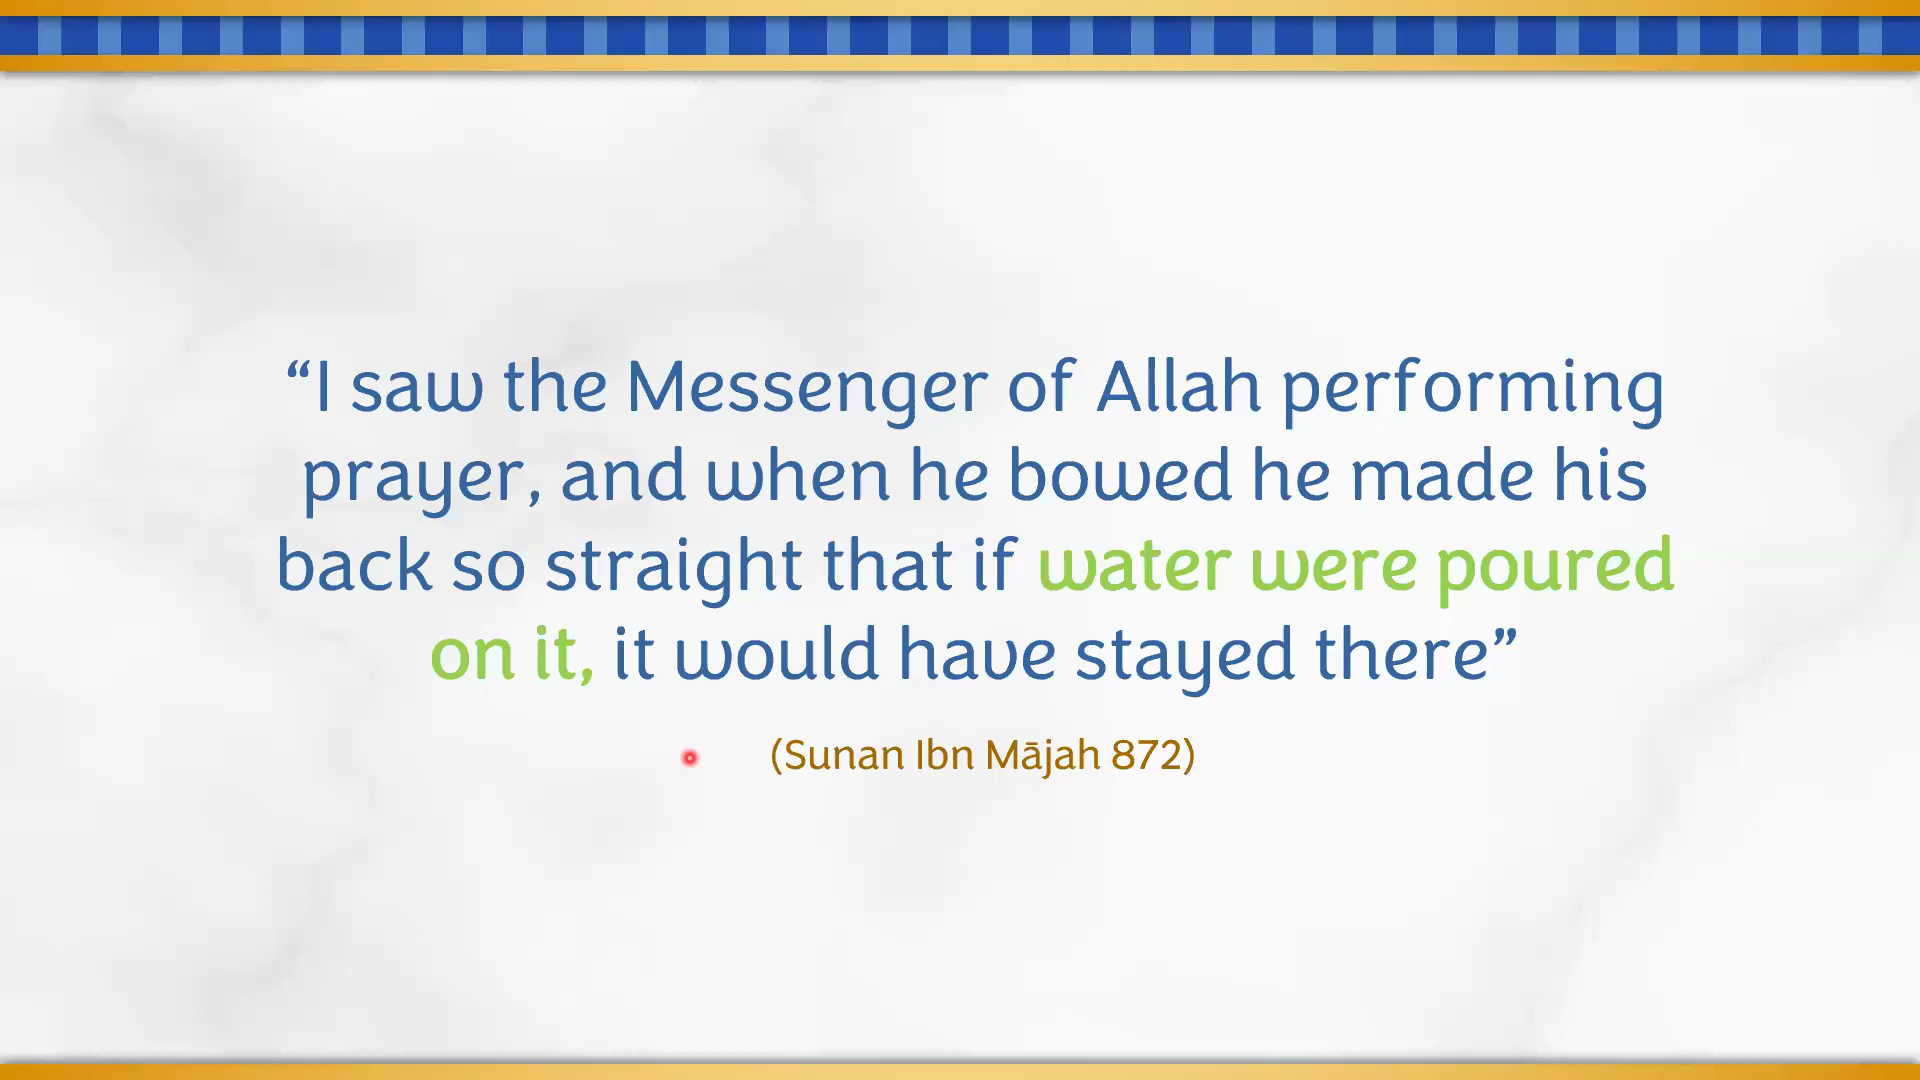 “I saw the Messenger of Allah performing
prayer, and when he bowed he made his
back so straight that if water were poured
on it, it would have stayed there”
(Sunan Ibn Mājah 872)